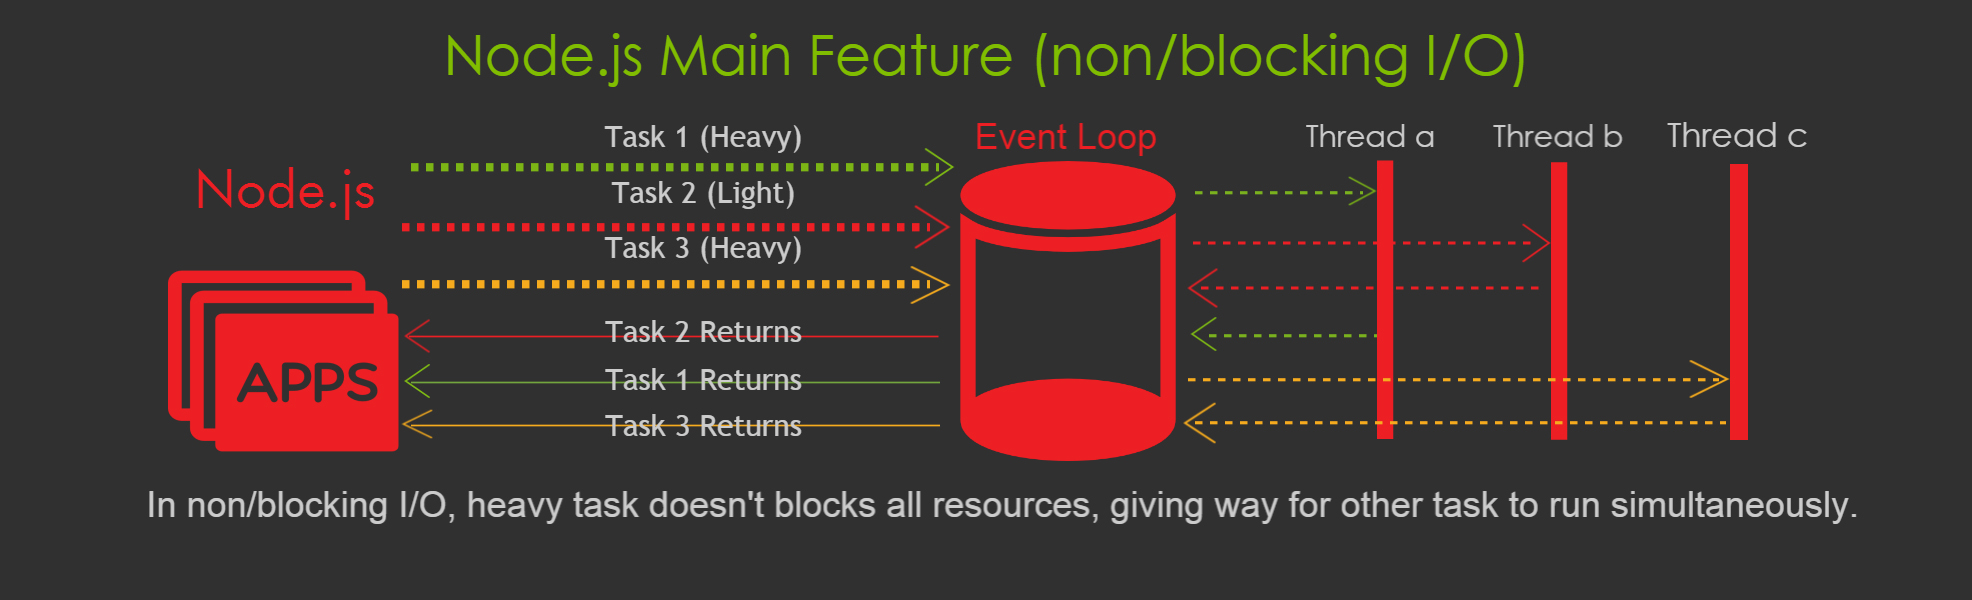 Node.js Main Feature (non/blocking I/O)
Node.js
APPS
Task 1 (Heavy)
Task 2 (Light)
Task 3 (Heavy)
Task 2 Returns
Task 1 Returns
Task 3 Returns
Event Loop
Thread a
Thread b
Thread c
In non/blocking I/O, heavy task doesn't blocks all resources, giving way for other task to run simultaneously.